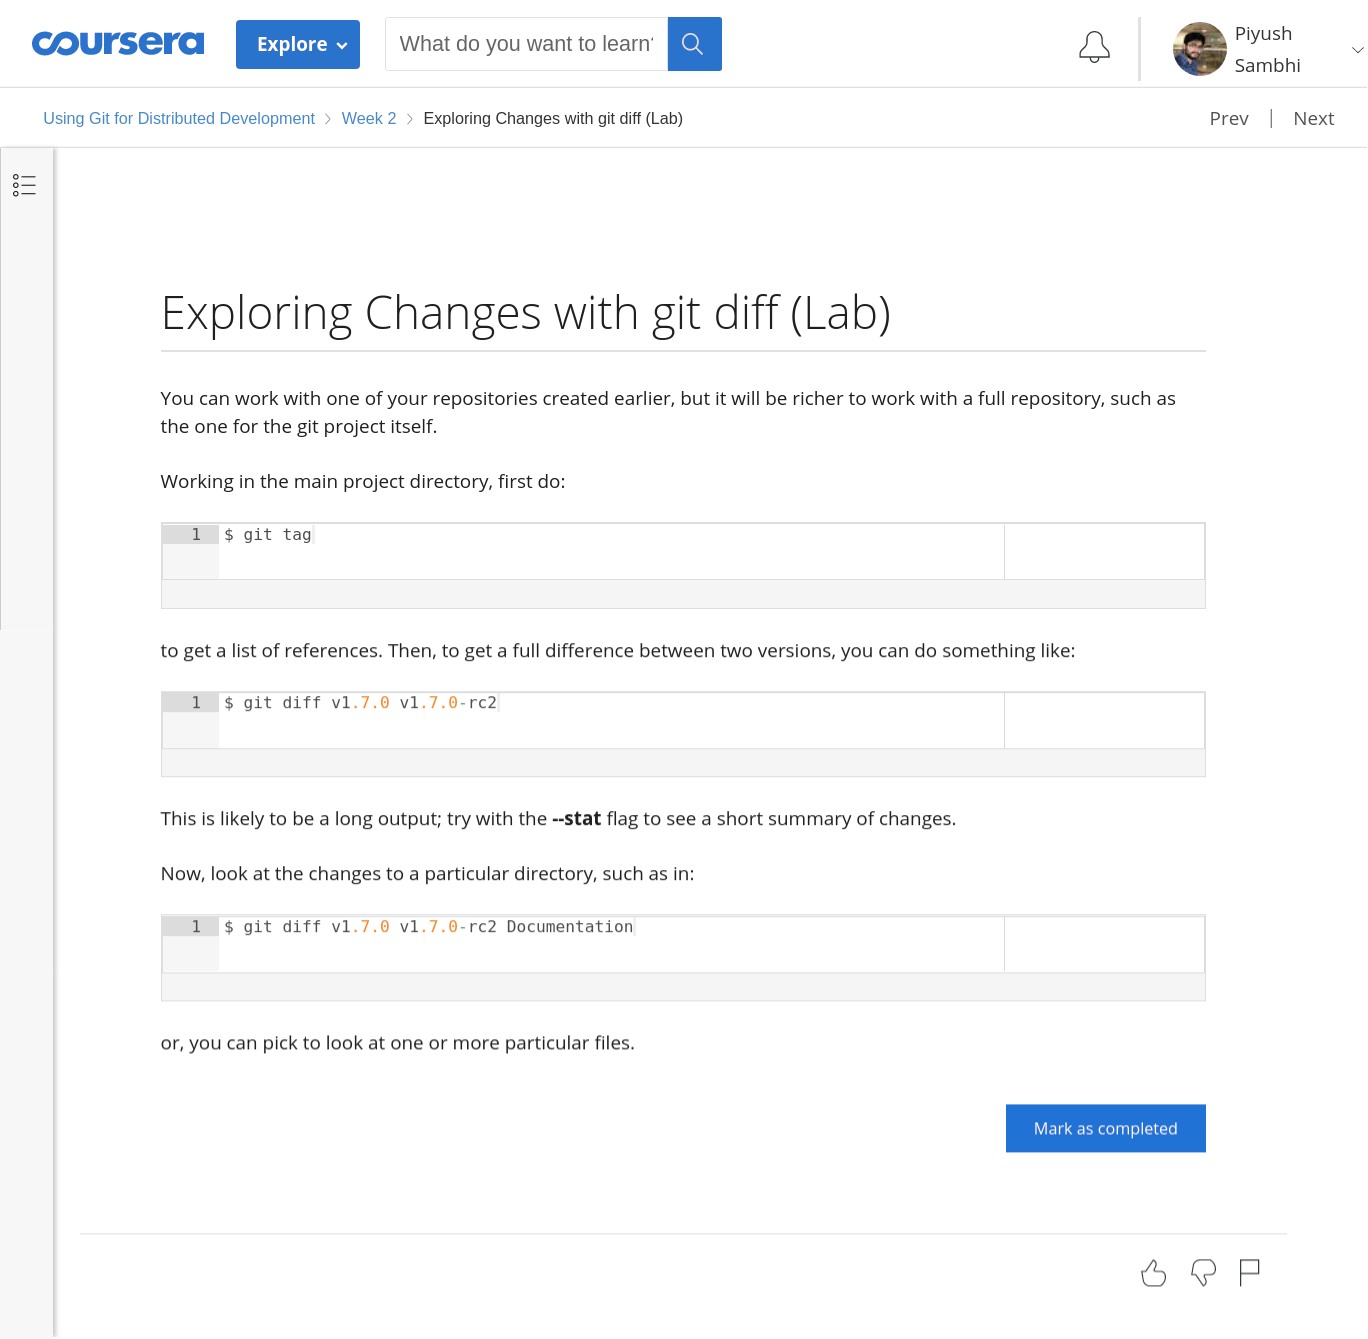 coursera
Explore
What do you want to learn?
Piyush
Sambhi
Using Git for Distributed Development
Week 2
Exploring Changes with git diff (Lab)
Prev
Next
Exploring Changes with git diff (Lab)
You can work with one of your repositories created earlier, but it will be richer to work with a full repository, such as
the one for the git project itself.
Working in the main project directory, first do:
1 $ git tag
to get a list of references. Then, to get a full difference between two versions, you can do something like:
1 $ git diff v1.7.0 v1.7.0-rc2
This is likely to be a long output; try with the --stat flag to see a short summary of changes.
Now, look at the changes to a particular directory, such as in:
1 $ git diff v1.7.0 v1.7.0-rc2 Documentation
or, you can pick to look at one or more particular files.
Mark as completed